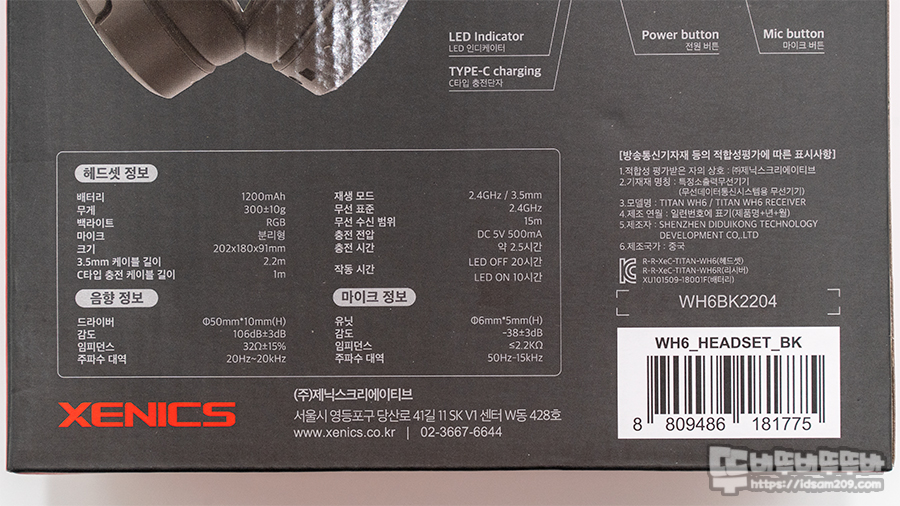 LED Indicator
LED 인디케이터
TYPE-C charging
C타입 충전단자
Power button
전원 버튼
Mic button
마이크 버튼
헤드셋 정보
배터리 1200mAh
무게 300±10g
백라이트 RGB
마이크 분리형
크기 202x180x91mm
3.5mm 케이블 길이 2.2m
C타입 충전 케이블 길이 1m
재생 모드 2.4GHz / 3.5mm
무선 표준 2.4GHz
무선 수신 범위 15m
충전 전압 DC 5V 500mA
충전 시간 약 2.5시간
작동 시간 LED OFF 20시간
LED ON 10시간
음향 정보
드라이버 Φ50mm*10mm(H)
감도 106dB±3dB
임피던스 32Ω±15%
주파수 대역 20Hz~20kHz
마이크 정보
유닛 Φ6mm*5mm(H)
감도 -38±3dB
임피던스 ≤2.2KΩ
주파수 대역 50Hz-15kHz
[방송통신기자재 등의 적합성평가에 따른 표시사항]
1.적합성 평가받은 자의 상호 : ㈜제닉스크리에이티브
2.기재재 명칭 : 특정소출력무선기기
(무선데이터통신시스템용 무선기기)
3.모델명 : TITAN WH6 / TITAN WH6 RECEIVER
4.제조 연월 : 일련번호에 표기(제품명+년+월)
5.제조자 : SHENZHEN DIDUIKONG TECHNOLOGY
DEVELOPMENT CO,.LTD
6.제조국가 : 중국
R-R-XeC-TITAN-WH6(헤드셋)
R-R-XeC-TITAN-WH6R(리시버)
XU101509-18001F(배터리)
WH6BK2204
WH6_HEADSET_BK
8 809486 181775
XENICS
(주)제닉스크리에이티브
서울시 영등포구 당산로 41길 11 SK V1 센터 W동 428호
www.xenics.co.kr | 02-3667-6644
뚜버뚜버뚜뚜버
https://idsam209.com